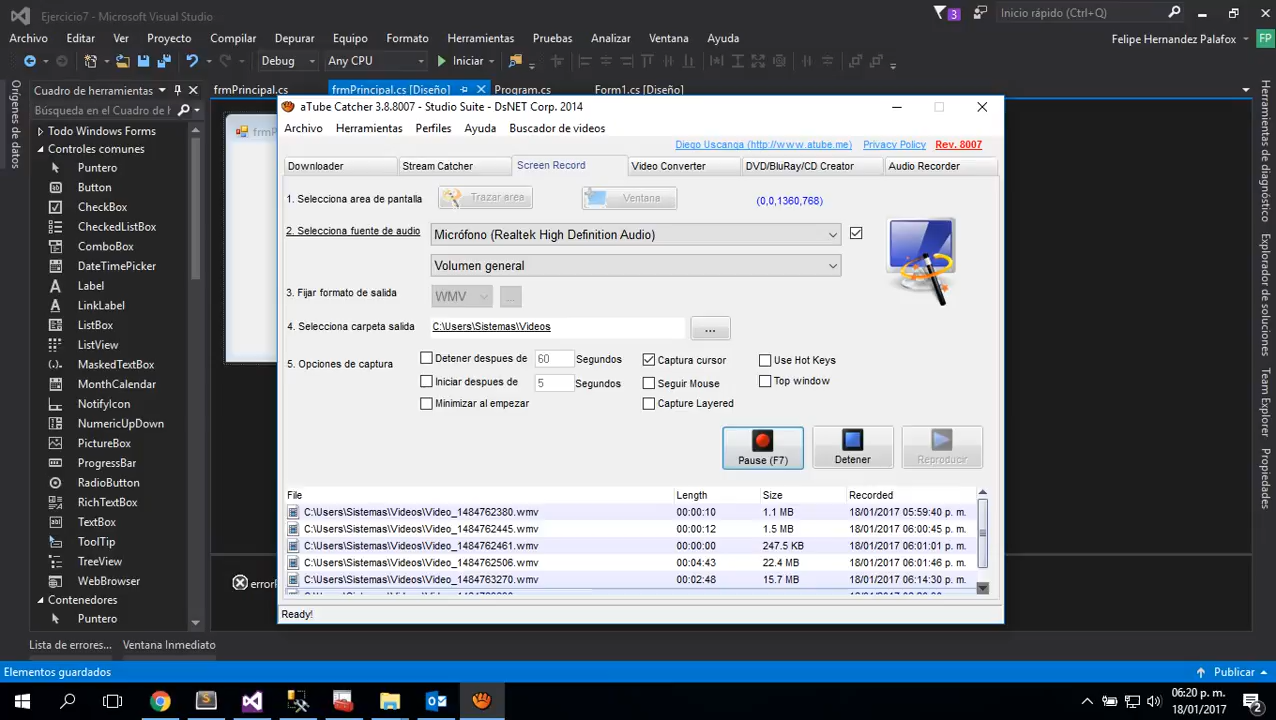 Ejercicio7 - Microsoft Visual Studio
3
Inicio rápido (Ctrl+Q)
Archivo Editar Ver Proyecto Compilar Depurar Equipo Formato Herramientas Pruebas Analizar Ventana Ayuda
Felipe Hernandez Palafox FP
Debug Any CPU Iniciar
Orígenes de datos
Cuadro de herramientas
Búsqueda en el Cuadro de
Todo Windows Forms
Controles comunes
Puntero
Button
CheckBox
CheckedListBox
ComboBox
DateTimePicker
Label
LinkLabel
ListBox
ListView
MaskedTextBox
MonthCalendar
NotifyIcon
NumericUpDown
PictureBox
ProgressBar
RadioButton
RichTextBox
TextBox
ToolTip
TreeView
WebBrowser
Contenedores
Puntero
frmPrincipal.cs frmPrincipal.cs [Diseño] Program.cs Form1.cs [Diseño]
aTube Catcher 3.8.8007 - Studio Suite - DsNET Corp. 2014
Archivo Herramientas Perfiles Ayuda Buscador de videos
Diego Uscanga (http://www.atube.me) Privacy Policy Rev. 8007
Downloader Stream Catcher Screen Record Video Converter DVD/BluRay/CD Creator Audio Recorder
1. Selecciona area de pantalla Trazar area Ventana (0,0,1360,768)
2. Selecciona fuente de audio Micrófono (Realtek High Definition Audio)
Volumen general
3. Fijar formato de salida WMV ...
4. Selecciona carpeta salida C:\Users\Sistemas\Videos ...
5. Opciones de captura
Detener despues de 60 Segundos Captura cursor Use Hot Keys
Iniciar despues de 5 Segundos Seguir Mouse Top window
Minimizar al empezar Capture Layered
Pause (F7) Detener Reproducir
File Length Size Recorded
C:\Users\Sistemas\Videos\Video_1484762380.wmv 00:00:10 1.1 MB 18/01/2017 05:59:40 p. m.
C:\Users\Sistemas\Videos\Video_1484762445.wmv 00:00:12 1.5 MB 18/01/2017 06:00:45 p. m.
C:\Users\Sistemas\Videos\Video_1484762461.wmv 00:00:00 247.5 KB 18/01/2017 06:01:01 p. m.
C:\Users\Sistemas\Videos\Video_1484762506.wmv 00:04:43 22.4 MB 18/01/2017 06:01:46 p. m.
C:\Users\Sistemas\Videos\Video_1484763270.wmv 00:02:48 15.7 MB 18/01/2017 06:14:30 p. m.
Ready!
Herramientas de diagnóstico
Explorador de soluciones
Team Explorer
Propiedades
Lista de errores... Ventana Inmediato
Elementos guardados
Publicar
06:20 p. m.
18/01/2017
2